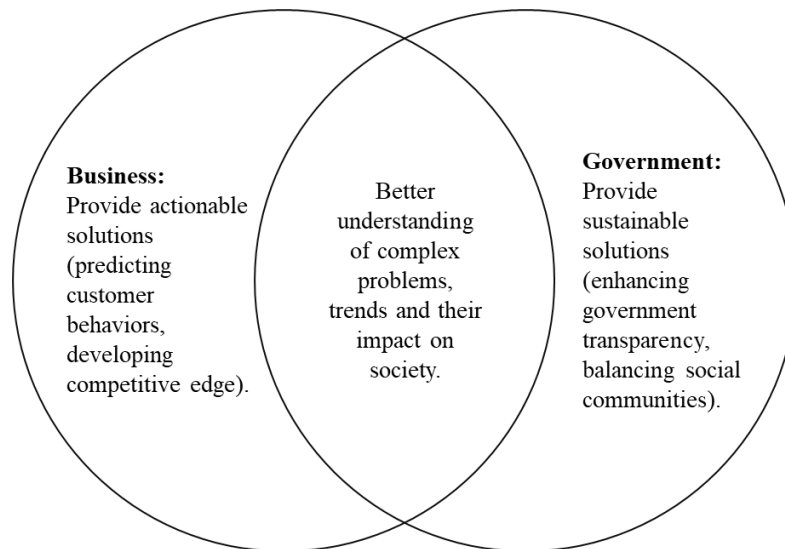 Business:
Provide actionable
solutions
(predicting
customer
behaviors,
developing
competitive edge).
Better
understanding
of complex
problems,
trends and their
impact on
society.
Government:
Provide
sustainable
solutions
(enhancing
government
transparency,
balancing social
communities).